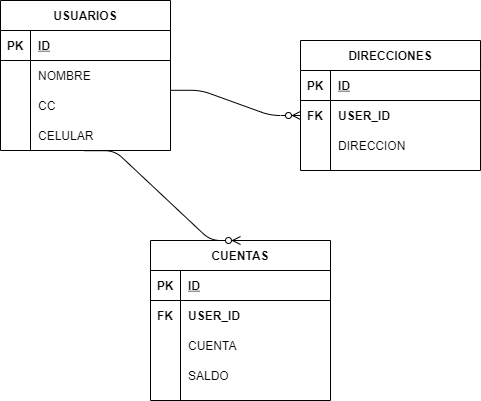 USUARIOS
PK ID
NOMBRE
CC
CELULAR
DIRECCIONES
PK ID
FK USER_ID
DIRECCION
CUENTAS
PK ID
FK USER_ID
CUENTA
SALDO